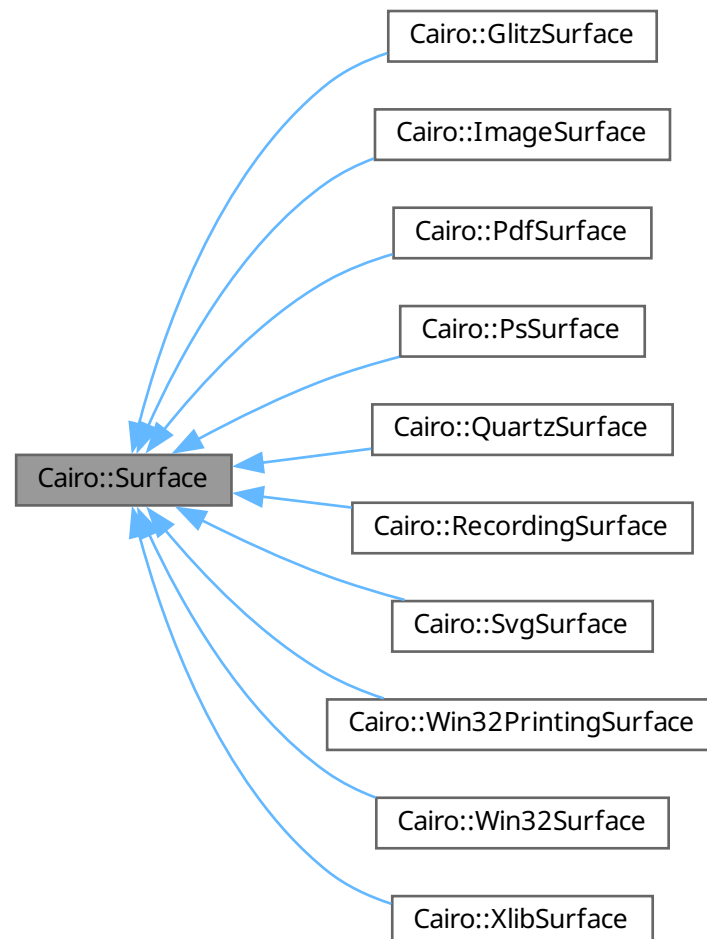 Cairo::GlitzSurface
Cairo::ImageSurface
Cairo::PdfSurface
Cairo::PsSurface
Cairo::QuartzSurface
Cairo::Surface
Cairo::RecordingSurface
Cairo::SvgSurface
Cairo::Win32PrintingSurface
Cairo::Win32Surface
Cairo::XlibSurface